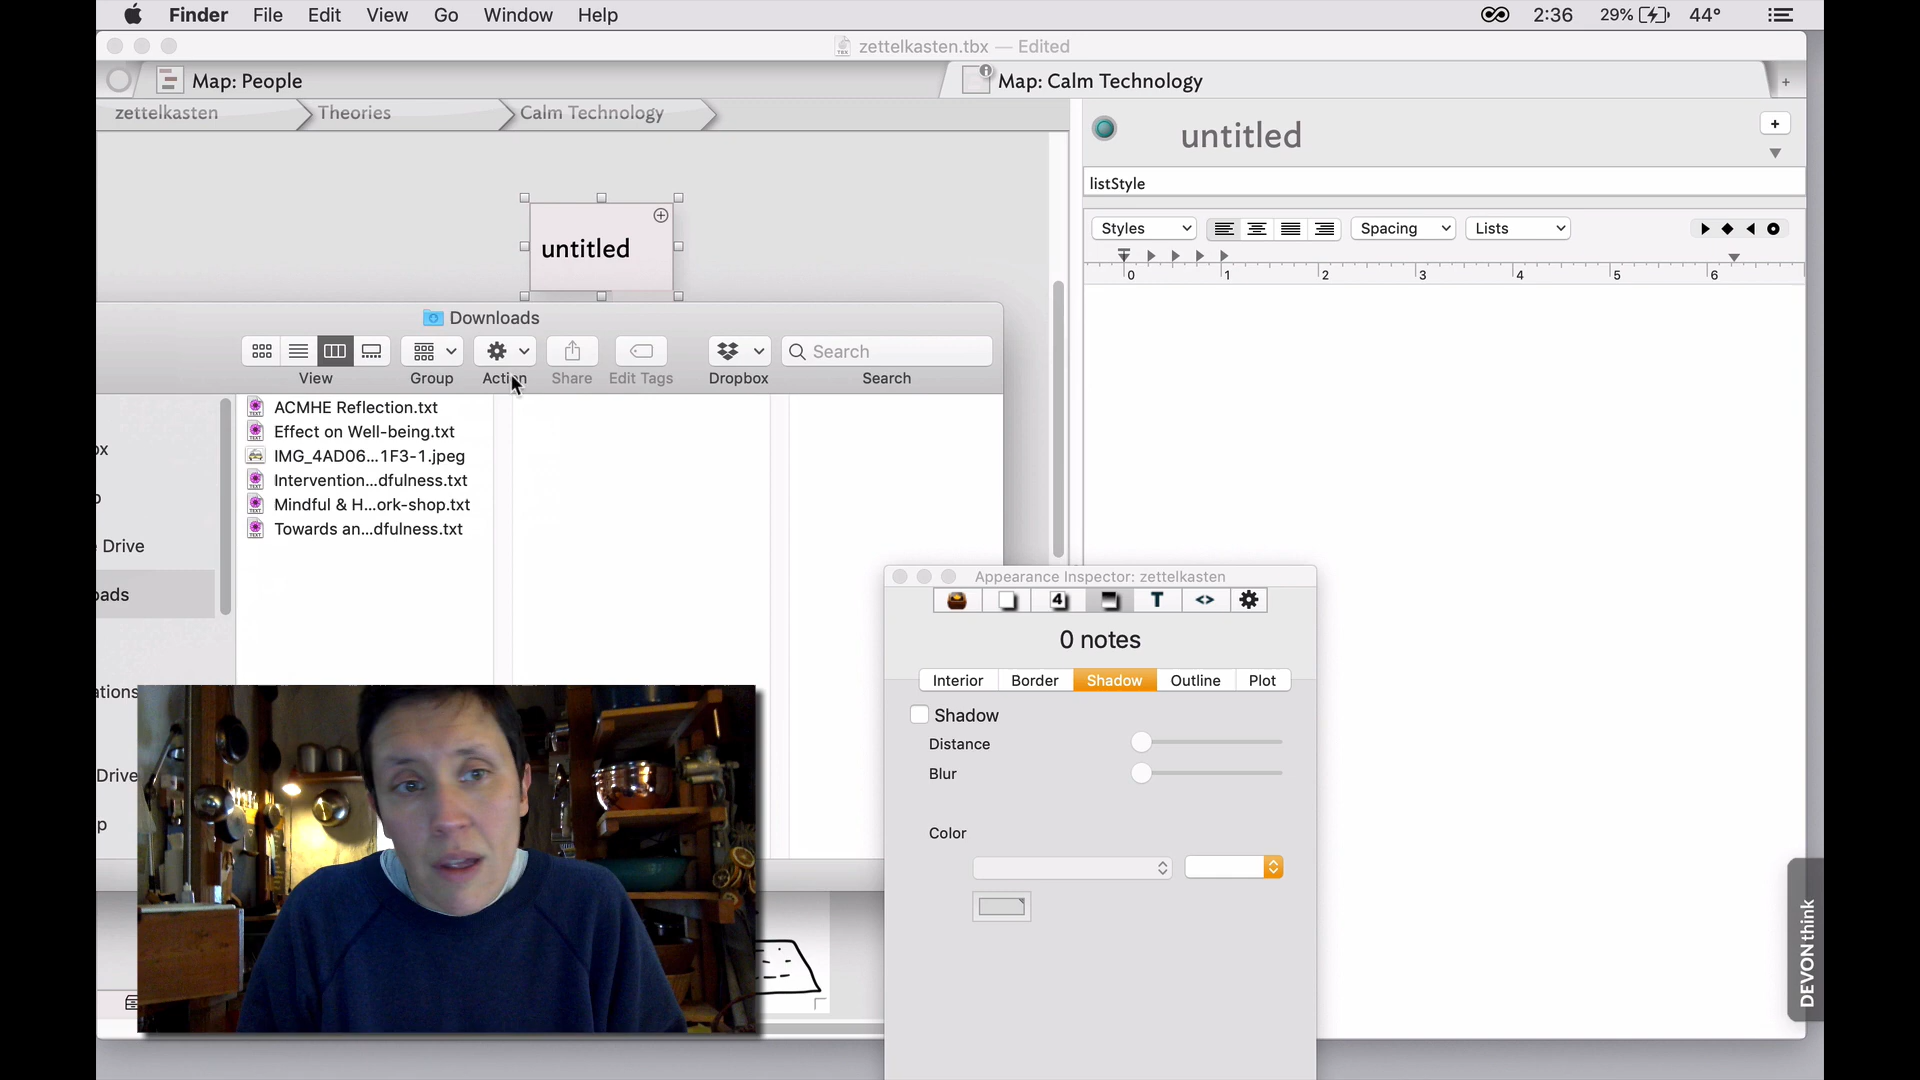 Finder File Edit View Go Window Help 2:36 29% 44°
zettelkasten.tbx — Edited
Map: People Map: Calm Technology +
zettelkasten Theories Calm Technology
untitled +
listStyle
Styles Spacing Lists
0 1 2 3 4 5 6
untitled
Downloads
Search
View Group Action Share Edit Tags Dropbox Search
ACMHE Reflection.txt
Effect on Well-being.txt
IMG_4AD06...1F3-1.jpeg
Intervention...dfulness.txt
Mindful & H...ork-shop.txt
Towards an...dfulness.txt
ox
p
Drive
oads
ations
Drive
p
Appearance Inspector: zettelkasten
4 T <>
0 notes
Interior Border Shadow Outline Plot
Shadow
Distance
Blur
Color
DEVONthink